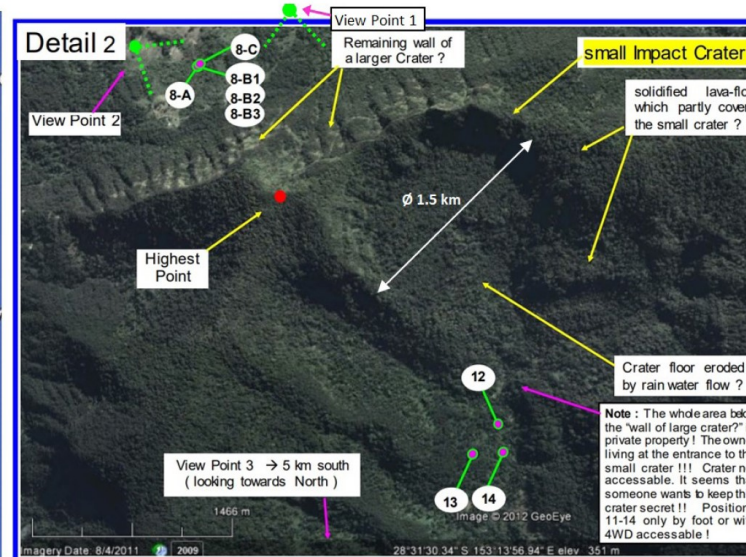 View Point 1
Detail 2
8-C
8-A
8-B1
8-B2
8-B3
View Point 2
Remaining wall of
a larger Crater ?
small Impact Crater
solidified lava-flo
which partly cove
the small crater ?
Ø 1.5 km
Highest
Point
Crater floor eroded
by rain water flow ?
12
13
14
Note : The whole area
the "wall of large crater?"
private property ! The own
living at the entrance to th
small crater !!! Crater n
accessable. It seems th
someone wants to keep th
crater secret !! Position
11-14 only by foot or wi
4WD accessable !
View Point 3 → 5 km south
( looking towards North )
1466 m
Image © 2012 GeoEye
Imagery Date: 8/4/2011
2009
28°31'30.34" S 153°13'56.94" E elev 351 m